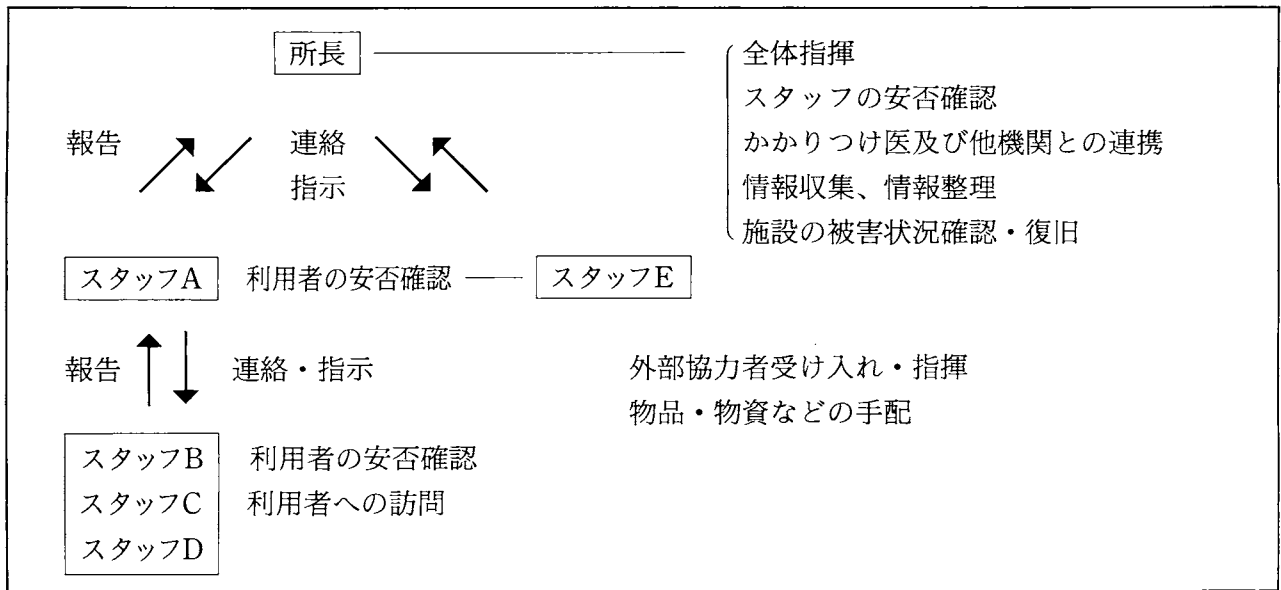 所長
全体指揮
スタッフの安否確認
かかりつけ医及び他機関との連携
情報収集、情報整理
施設の被害状況確認・復旧
報告
連絡
指示
スタッフA 利用者の安否確認 スタッフE
報告 連絡・指示
外部協力者受け入れ・指揮
物品・物資などの手配
スタッフB 利用者の安否確認
スタッフC 利用者への訪問
スタッフD